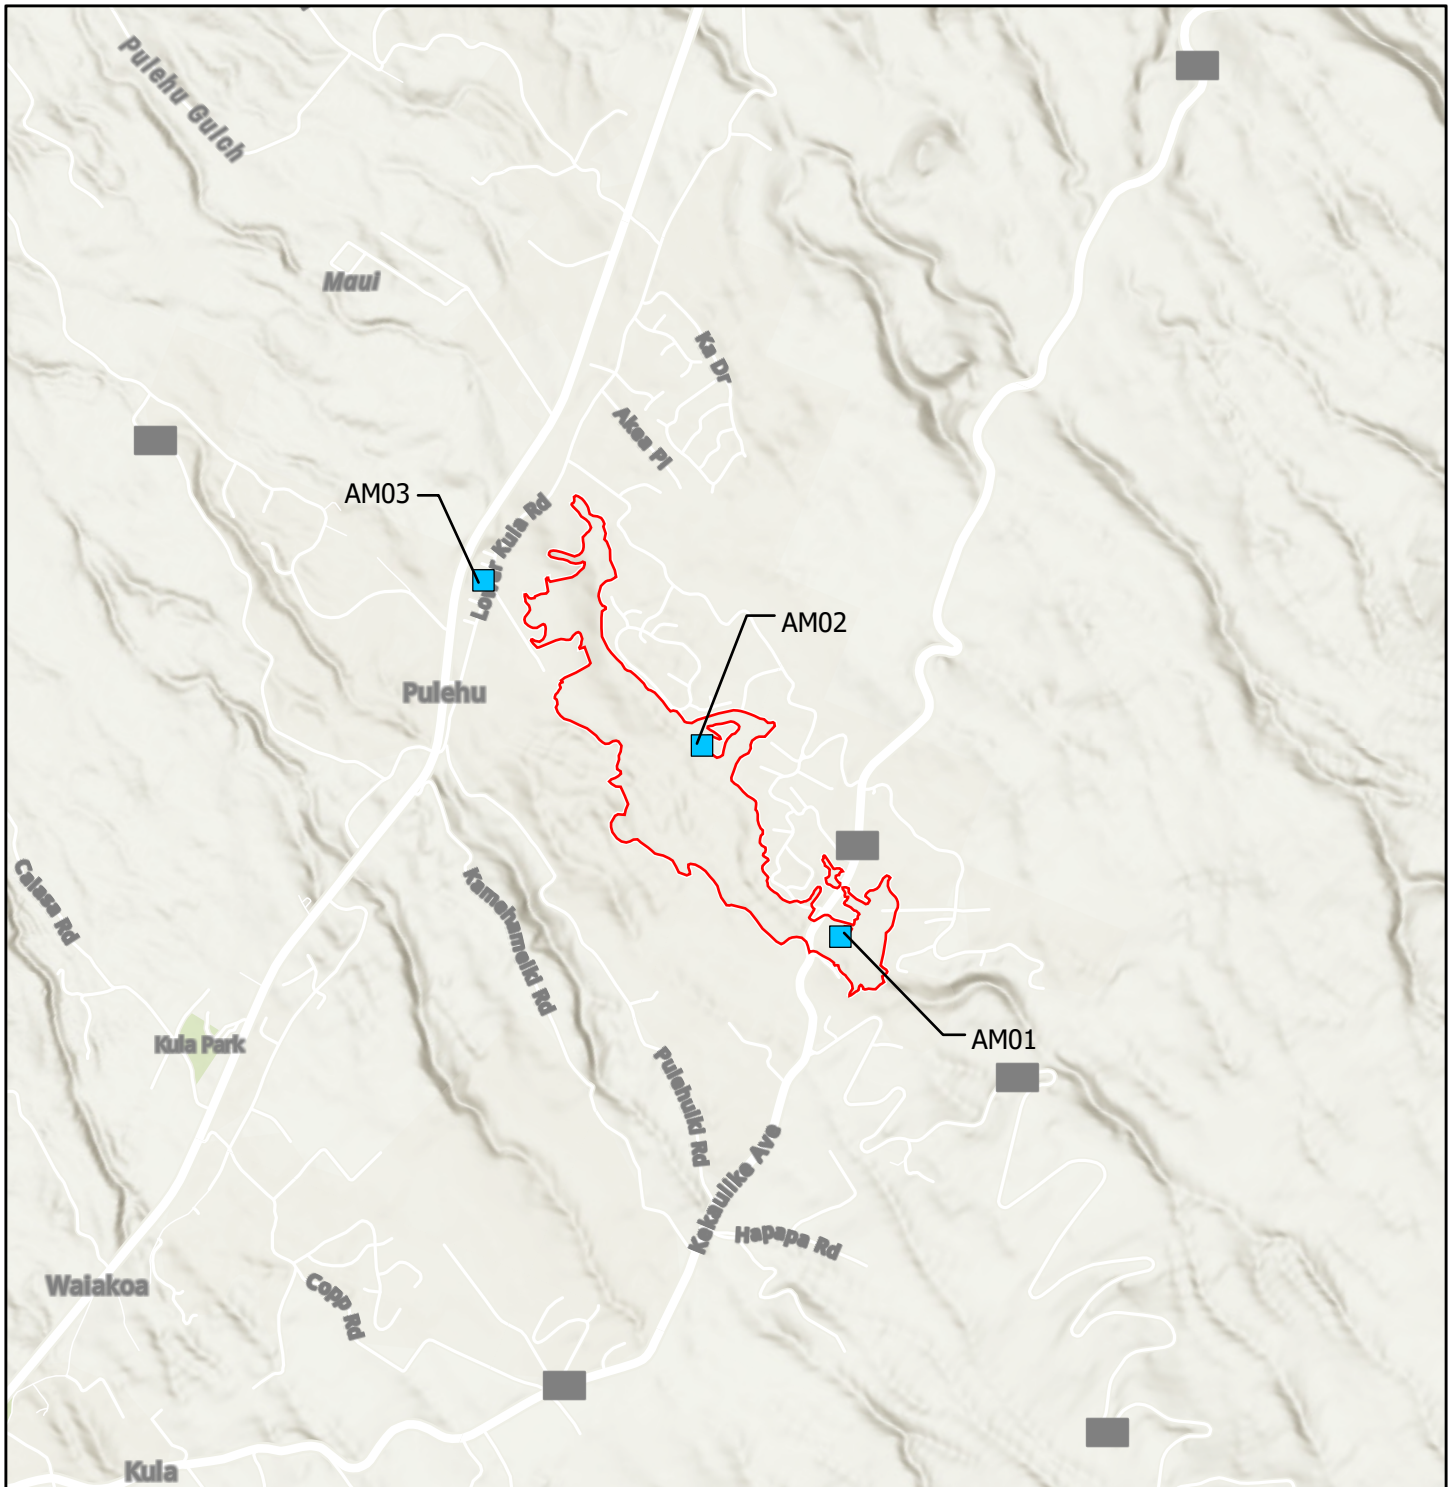 Pulehu Gulch
Maui
Ka Dr
Akea Pl
AM03
Lower Kula Rd
AM02
Pulehu
Calasa Rd
Kamehameiki Rd
AM01
Kula Park
Pulehuiki Rd
Kekaulike Ave
Hapapa Rd
Waiakoa
Copp Rd
Kula